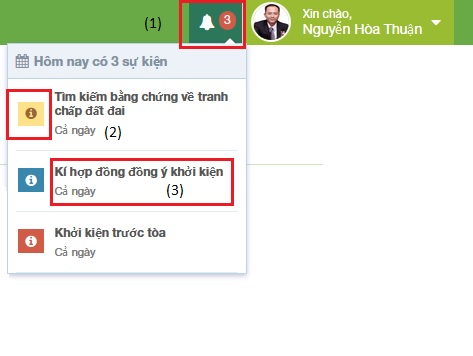 (1)
3
Xin chào,
Nguyễn Hòa Thuận
Hôm nay có 3 sự kiện
Tìm kiếm bằng chứng về tranh
chấp đất đai
Cả ngày
(2)
Kí hợp đồng đồng ý khởi kiện
Cả ngày
(3)
Khởi kiện trước tòa
Cả ngày